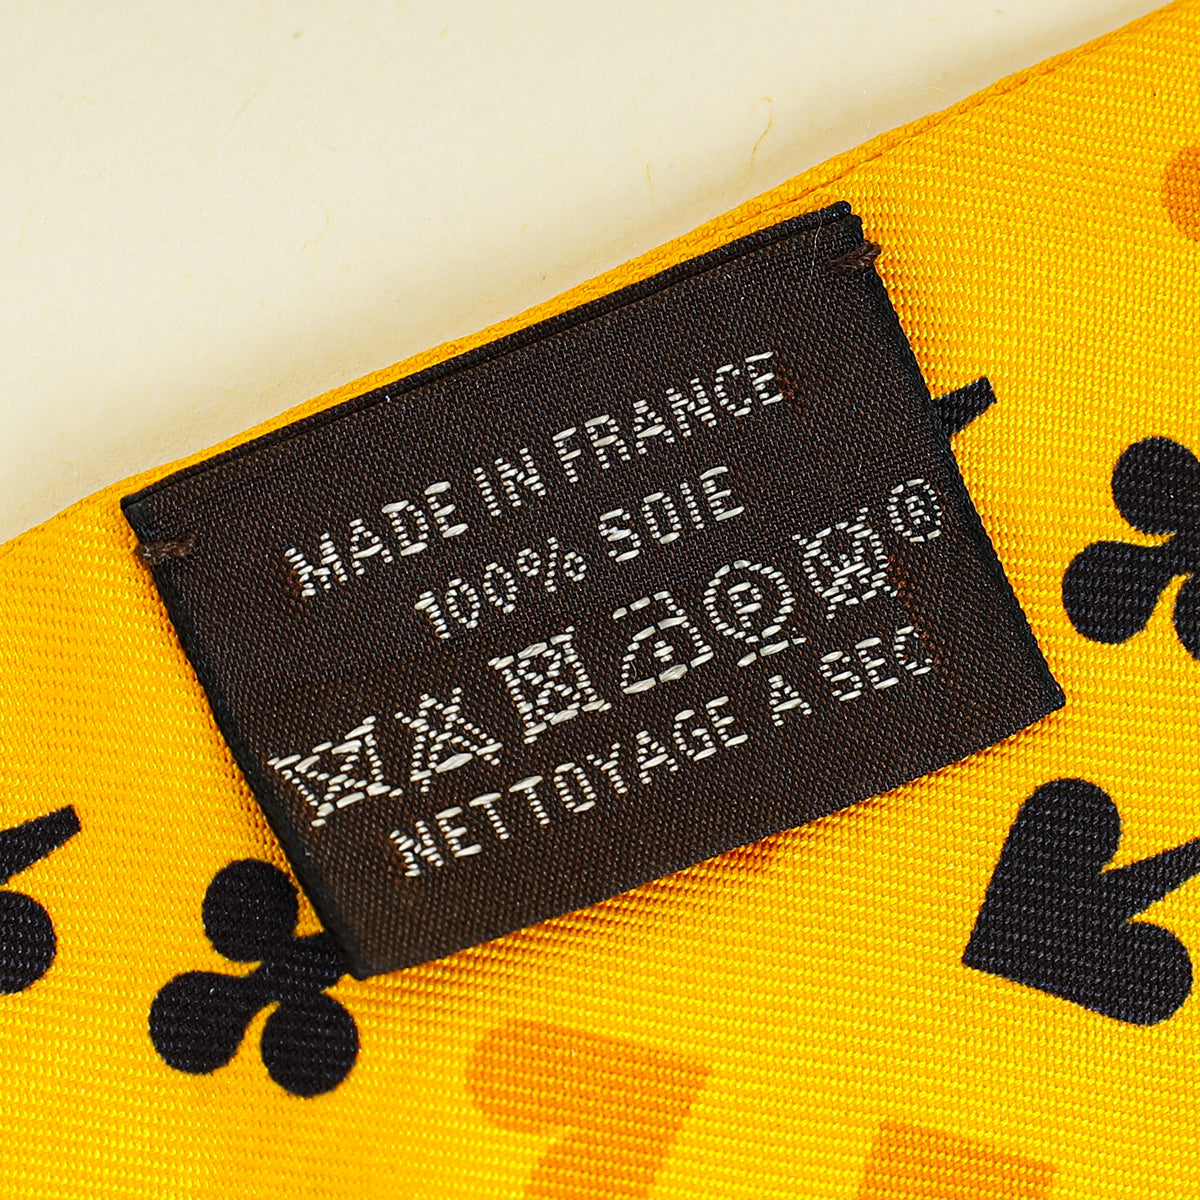 MADE IN FRANCE
100% SOIE
P
NETTOYAGE A SEC